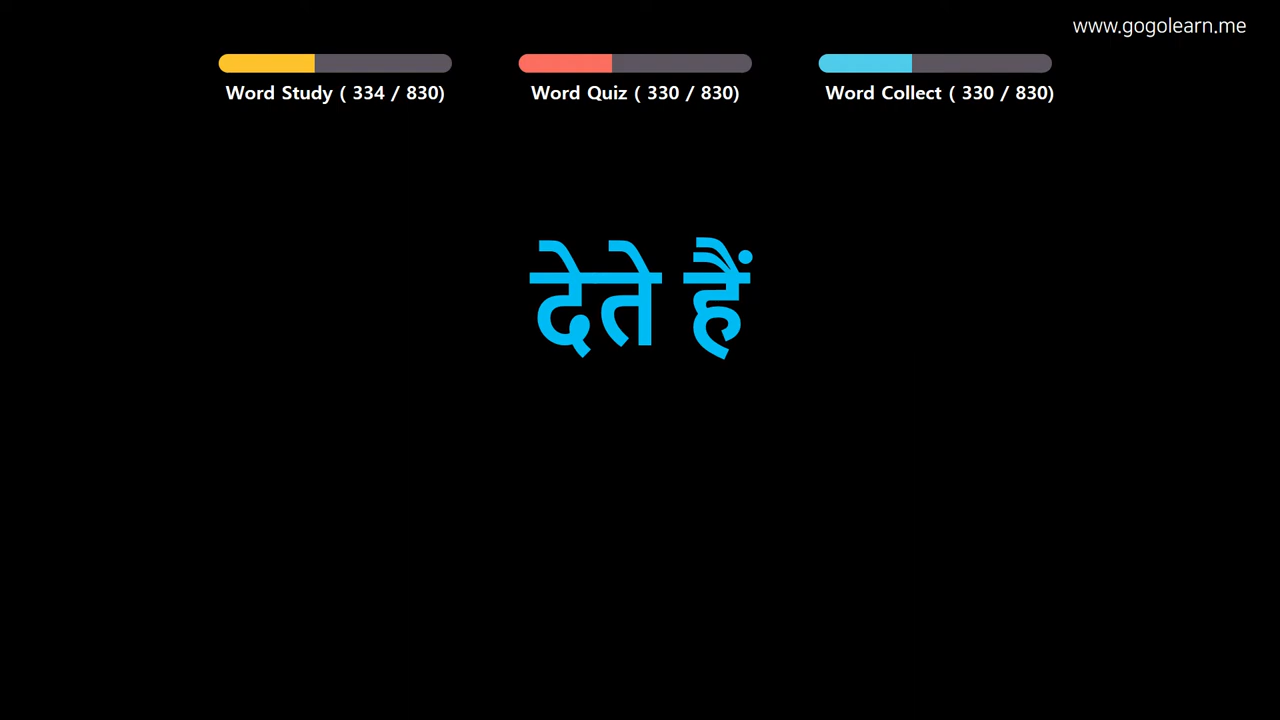 www.gogolearn.me
Word Study ( 334 / 830)
Word Quiz ( 330 / 830)
Word Collect ( 330 / 830)
देते हैं